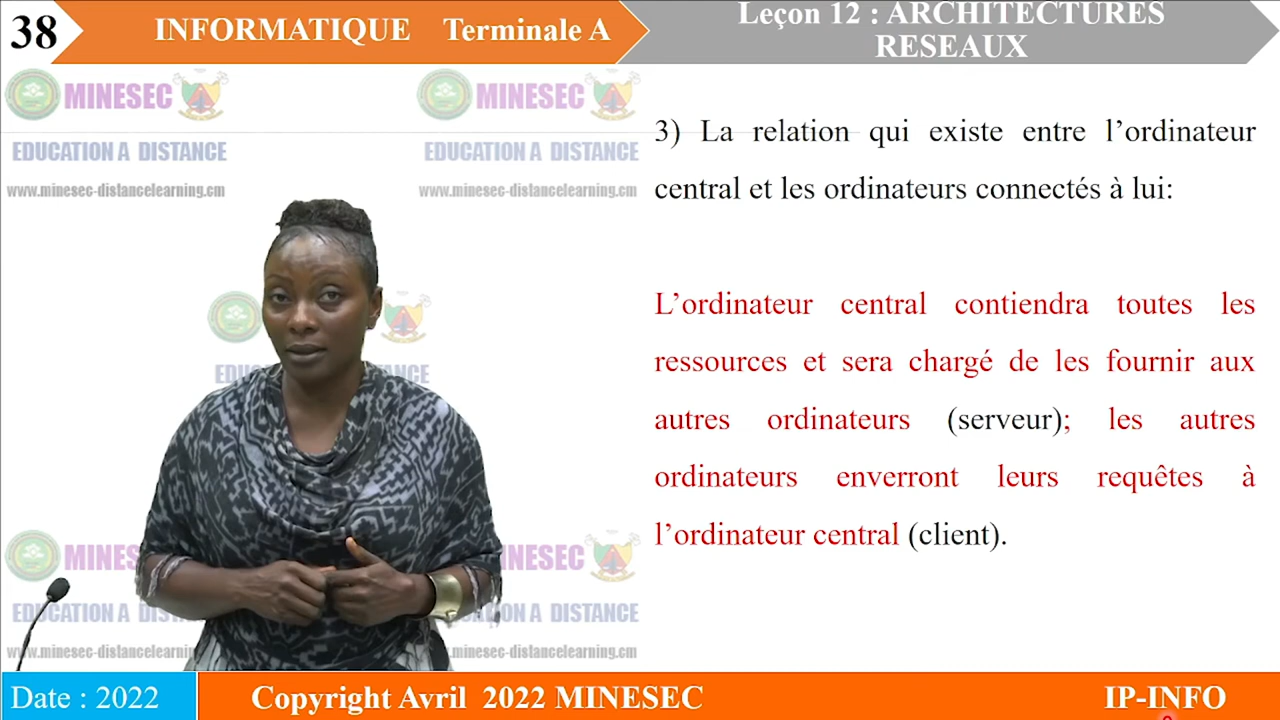 38
INFORMATIQUE Terminale A
Leçon 12 : ARCHITECTURES
RESEAUX
MINESEC
MINESEC
EDUCATION A DISTANCE
EDUCATION A DISTANCE
www.minesec-distancelearning.cm
www.minesec-distancelearning.cm
3) La relation qui existe entre l’ordinateur
central et les ordinateurs connectés à lui:
L’ordinateur central contiendra toutes les
ressources et sera chargé de les fournir aux
autres ordinateurs (serveur); les autres
ordinateurs enverront leurs requêtes à
l’ordinateur central (client).
EDUCATION A
Date : 2022
Copyright Avril 2022 MINESEC
IP-INFO